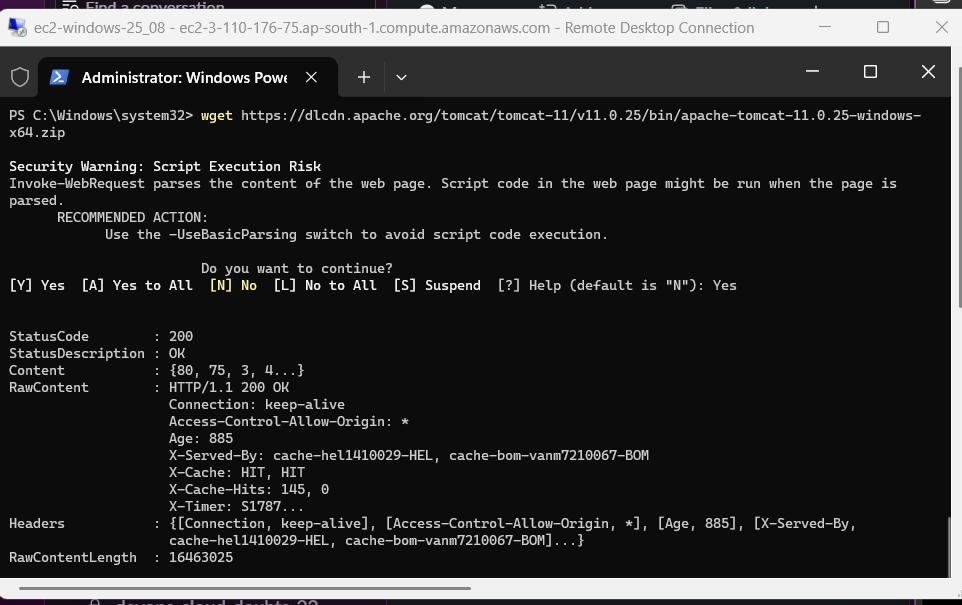 Find a conversation
ec2-windows-25_08 - ec2-3-110-176-75.ap-south-1.compute.amazonaws.com - Remote Desktop Connection
Administrator: Windows Powe
PS C:\Windows\system32> wget https://dlcdn.apache.org/tomcat/tomcat-11/v11.0.25/bin/apache-tomcat-11.0.25-windows-
x64.zip
Security Warning: Script Execution Risk
Invoke-WebRequest parses the content of the web page. Script code in the web page might be run when the page is
parsed.
RECOMMENDED ACTION:
Use the -UseBasicParsing switch to avoid script code execution.
Do you want to continue?
[Y] Yes  [A] Yes to All  [N] No  [L] No to All  [S] Suspend  [?] Help (default is "N"): Yes
StatusCode        : 200
StatusDescription : OK
Content           : {80, 75, 3, 4...}
RawContent        : HTTP/1.1 200 OK
Connection: keep-alive
Access-Control-Allow-Origin: *
Age: 885
X-Served-By: cache-hel1410029-HEL, cache-bom-vanm7210067-BOM
X-Cache: HIT, HIT
X-Cache-Hits: 145, 0
X-Timer: S1787...
Headers           : {[Connection, keep-alive], [Access-Control-Allow-Origin, *], [Age, 885], [X-Served-By,
cache-hel1410029-HEL, cache-bom-vanm7210067-BOM]...}
RawContentLength  : 16463025